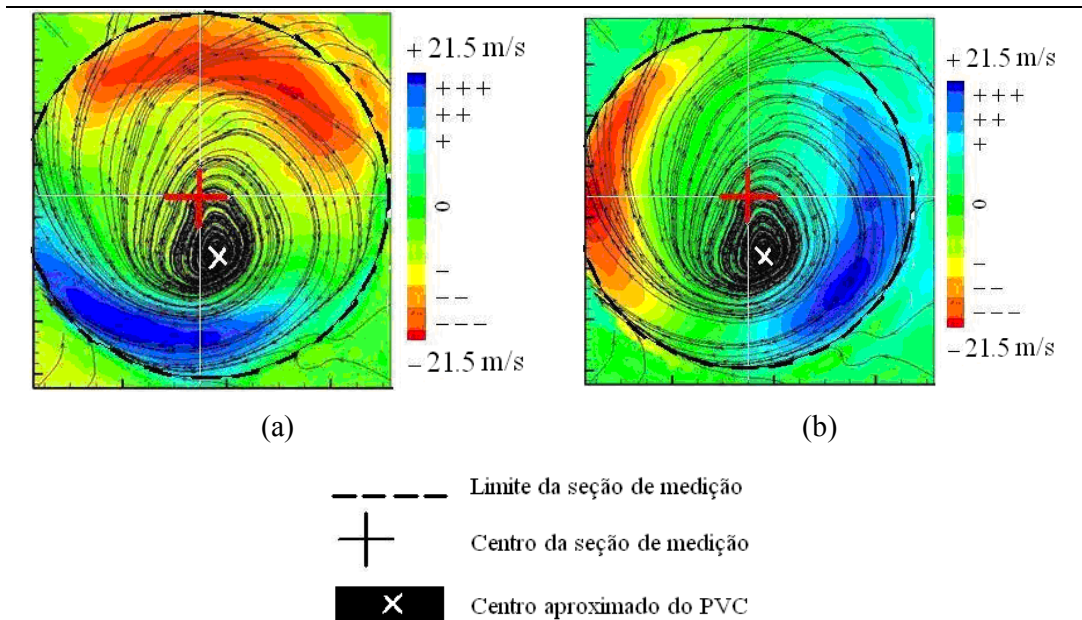 + 21.5 m/s
+ + +
+ +
+
0
–
– –
– – –
– 21.5 m/s
(a)
+ 21.5 m/s
+ + +
+ +
+
0
–
– –
– – –
– 21.5 m/s
(b)
Limite da seção de medição
Centro da seção de medição
× Centro aproximado do PVC